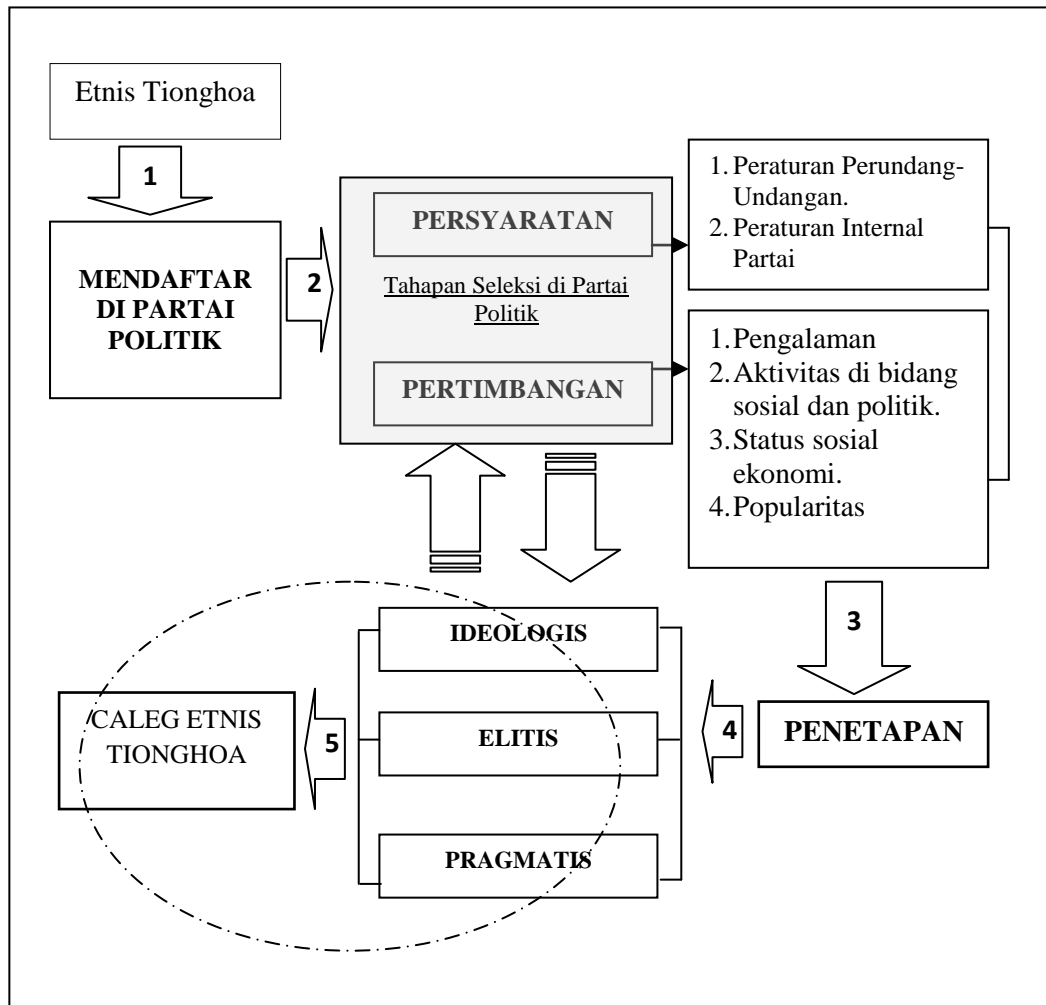 Etnis Tionghoa
1
MENDAFTAR
DI PARTAI
POLITIK
2
PERSYARATAN
Tahapan Seleksi di Partai
Politik
PERTIMBANGAN
1. Peraturan Perundang-
Undangan.
2. Peraturan Internal
Partai
1. Pengalaman
2. Aktivitas di bidang
sosial dan politik.
3. Status sosial
ekonomi.
4. Popularitas
3
PENETAPAN
4
IDEOLOGIS
ELITIS
PRAGMATIS
5
CALEG ETNIS
TIONGHOA